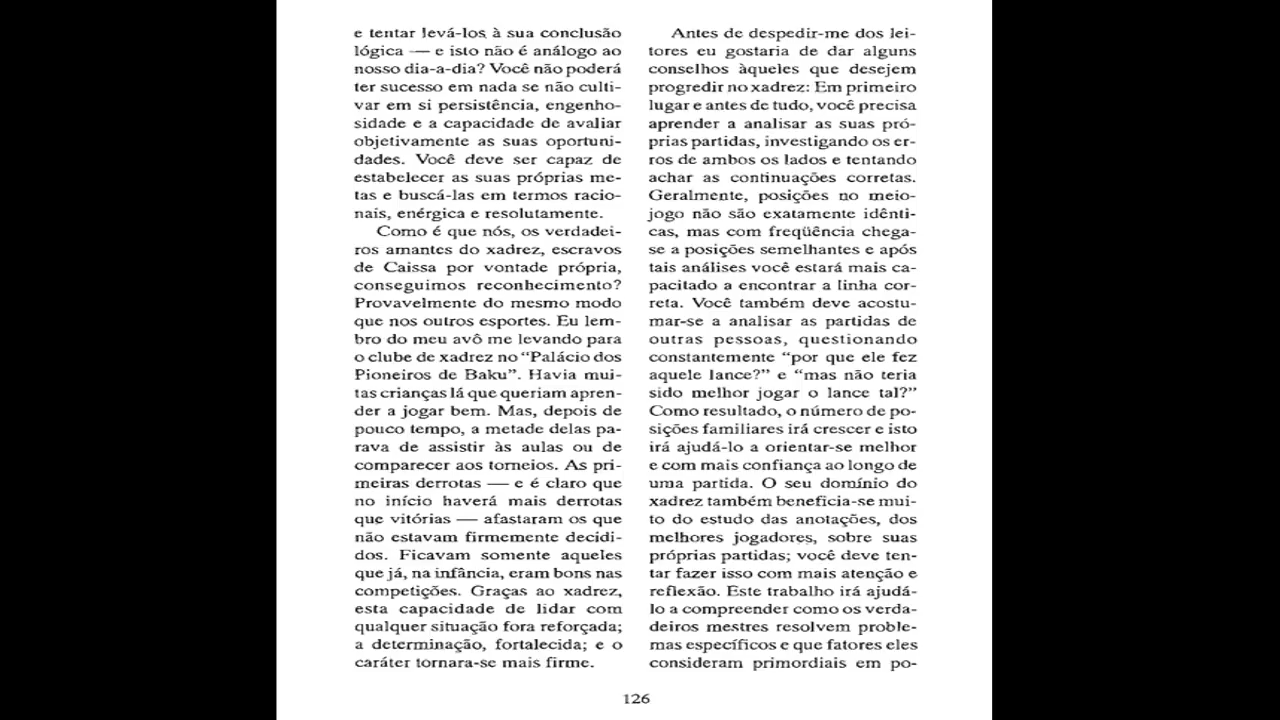 e tentar levá-los à sua conclusão
lógica — e isto não é análogo ao
nosso dia-a-dia? Você não poderá
ter sucesso em nada se não culti-
var em si persistência, engenho-
sidade e a capacidade de avaliar
objetivamente as suas oportuni-
dades. Você deve ser capaz de
estabelecer as suas próprias me-
tas e buscá-las em termos racio-
nais, enérgica e resolutamente.
Como é que nós, os verdadei-
ros amantes do xadrez, escravos
de Caissa por vontade própria,
conseguimos reconhecimento?
Provavelmente do mesmo modo
que nos outros esportes. Eu lem-
bro do meu avô me levando para
o clube de xadrez no “Palácio dos
Pioneiros de Baku”. Havia mui-
tas crianças lá que queriam apren-
der a jogar bem. Mas, depois de
pouco tempo, a metade delas pa-
rava de assistir às aulas ou de
comparecer aos torneios. As pri-
meiras derrotas — e é claro que
no início haverá mais derrotas
que vitórias — afastaram os que
não estavam firmemente decidi-
dos. Ficavam somente aqueles
que já, na infância, eram bons nas
competições. Graças ao xadrez,
esta capacidade de lidar com
qualquer situação fora reforçada;
a determinação, fortalecida; e o
caráter tornara-se mais firme.
Antes de despedir-me dos lei-
tores eu gostaria de dar alguns
conselhos àqueles que desejem
progredir no xadrez: Em primeiro
lugar e antes de tudo, você precisa
aprender a analisar as suas pró-
prias partidas, investigando os er-
ros de ambos os lados e tentando
achar as continuações corretas.
Geralmente, posições no meio-
jogo não são exatamente idênti-
cas, mas com freqüência chega-
se a posições semelhantes e após
tais análises você estará mais ca-
pacitado a encontrar a linha cor-
reta. Você também deve acostu-
mar-se a analisar as partidas de
outras pessoas, questionando
constantemente “por que ele fez
aquele lance?” e “mas não teria
sido melhor jogar o lance tal?”
Como resultado, o número de po-
sições familiares irá crescer e isto
irá ajudá-lo a orientar-se melhor
e com mais confiança ao longo de
uma partida. O seu domínio do
xadrez também beneficia-se mui-
to do estudo das anotações, dos
melhores jogadores, sobre suas
próprias partidas; você deve ten-
tar fazer isso com mais atenção e
reflexão. Este trabalho irá ajudá-
lo a compreender como os verda-
deiros mestres resolvem proble-
mas específicos e que fatores eles
consideram primordiais em po-
126